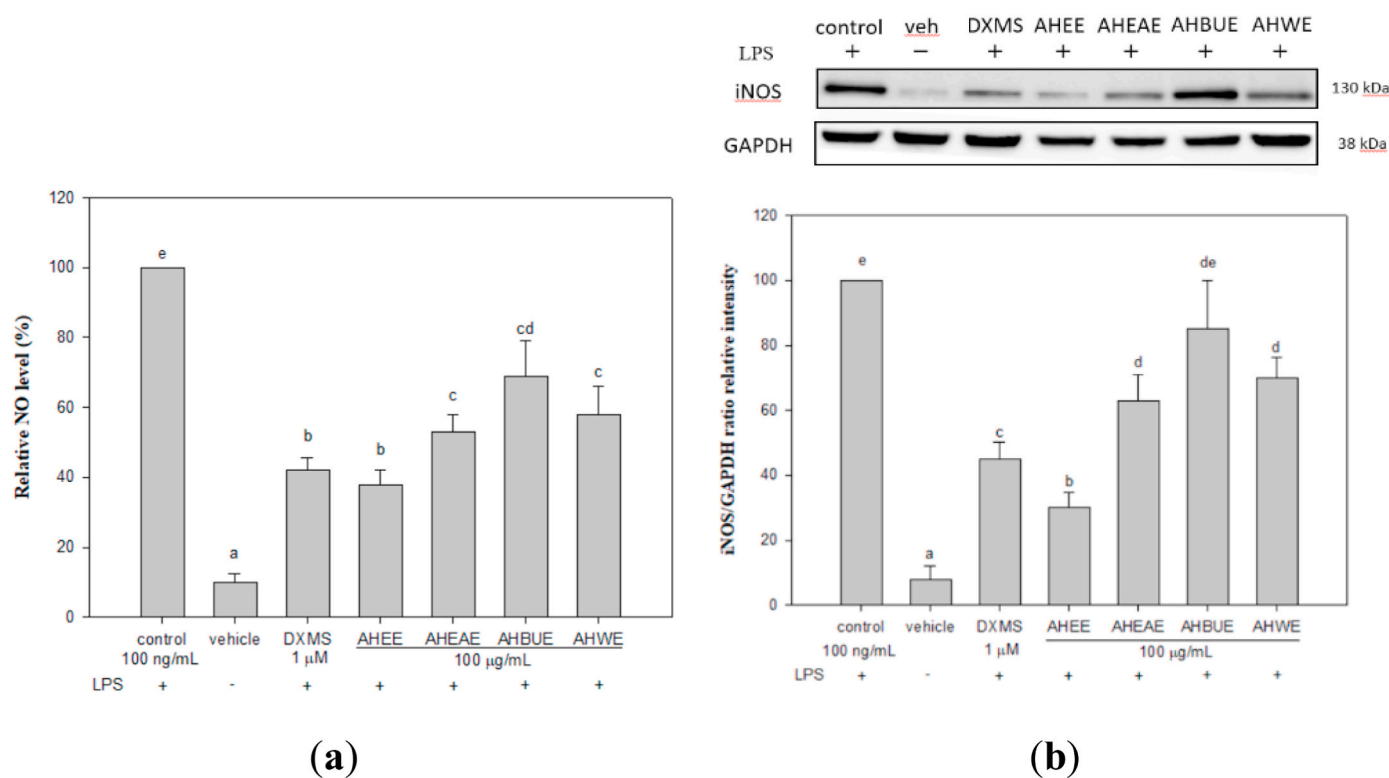 control veh DXMS AHEE AHEAE AHBUE AHWE
LPS + − + + + + +
iNOS 130 kDa
GAPDH 38 kDa
Relative NO level (%)
120
100
80
60
40
20
0
e
a
b
b
c
cd
c
control vehicle DXMS AHEE AHEAE AHBUE AHWE
100 ng/mL 1 μM 100 μg/mL
LPS + - + + + + +
(a)
iNOS/GAPDH ratio relative intensity
120
100
80
60
40
20
0
e
a
c
b
d
de
d
control vehicle DXMS AHEE AHEAE AHBUE AHWE
100 ng/mL 1 μM 100 μg/mL
LPS + - + + + + +
(b)